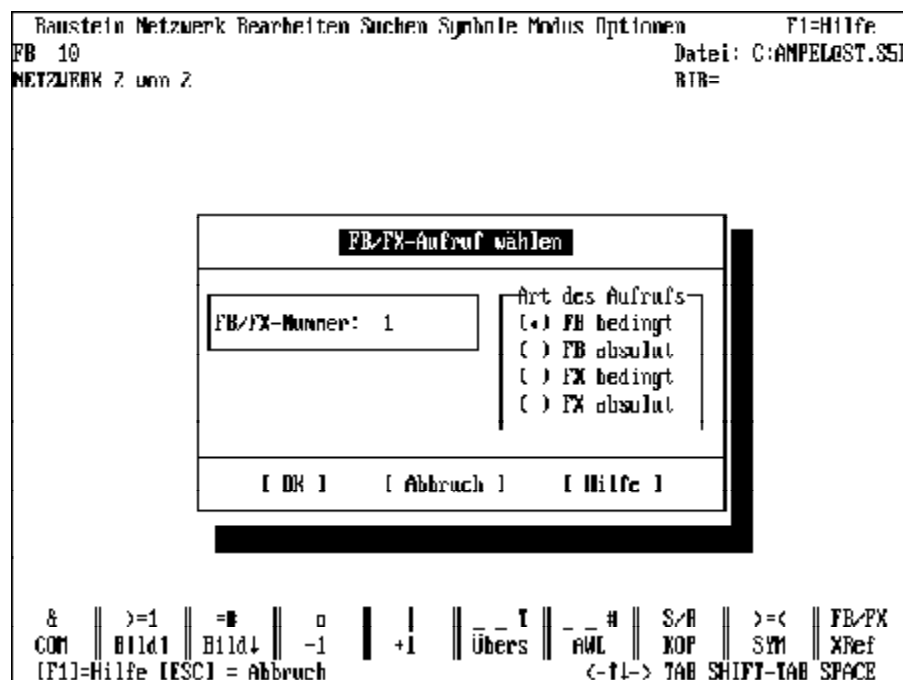 Baustein Netzwerk Bearbeiten Suchen Symbole Modus Optionen F1=Hilfe
FB 10 Datei: C:AMPEL@ST.S5D
NETZWERK 2 von 2 BIB=
FB/FX-Aufruf wählen
FB/FX-Nummer: 1
Art des Aufrufs
(•) FB bedingt
( ) FB absolut
( ) FX bedingt
( ) FX absolut
[ OK ] [ Abbruch ] [ Hilfe ]
& >=1 =# S/R >=< FB/FX
COM Bild↑ Bild↓ -1 +1 Übers AWL KOP SYM XRef
[F1]=Hilfe [ESC] = Abbruch <-↑↓-> TAB SHIFT-TAB SPACE